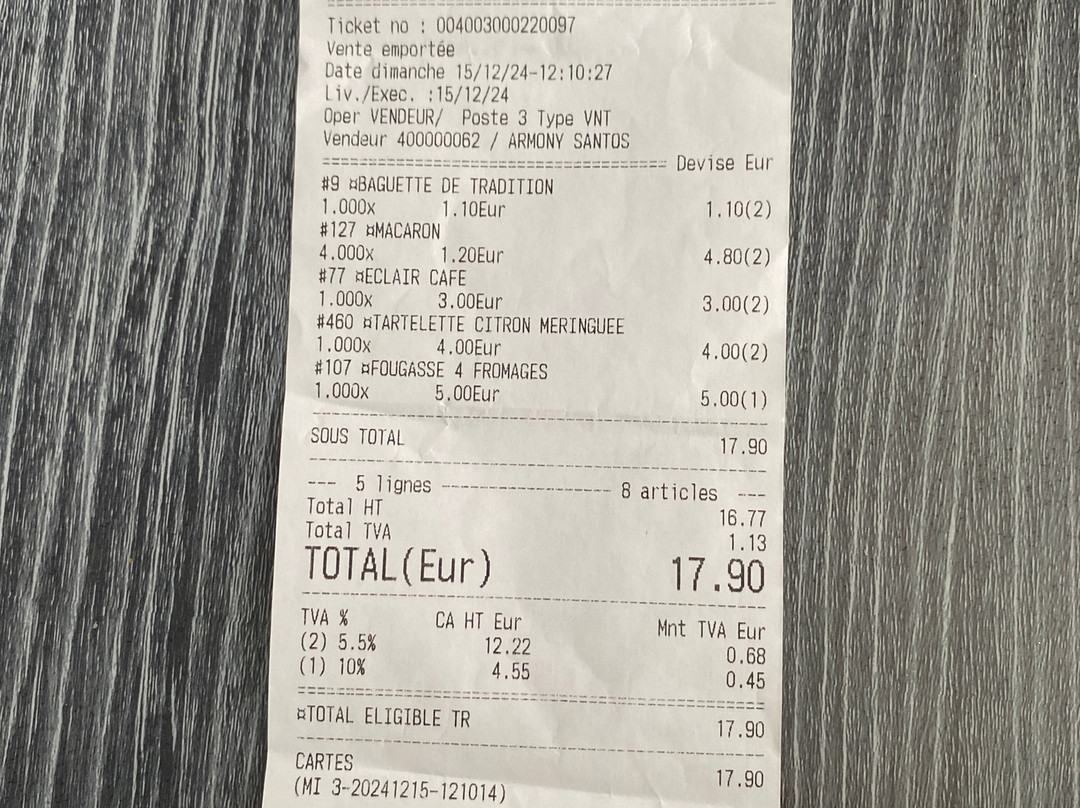 Ticket no : 004003000220097
Vente emportée
Date dimanche 15/12/24-12:10:27
Liv./Exec. :15/12/24
Oper VENDEUR/ Poste 3 Type VNT
Vendeur 400000062 / ARMONY SANTOS
======================================= Devise Eur
#9 ¤BAGUETTE DE TRADITION
1.000x 1.10Eur 1.10(2)
#127 ¤MACARON
4.000x 1.20Eur 4.80(2)
#77 ¤ECLAIR CAFE
1.000x 3.00Eur 3.00(2)
#460 ¤TARTELETTE CITRON MERINGUEE
1.000x 4.00Eur 4.00(2)
#107 ¤FOUGASSE 4 FROMAGES
1.000x 5.00Eur 5.00(1)
SOUS TOTAL 17.90
--- 5 lignes ------------------- 8 articles ---
Total HT 16.77
Total TVA 1.13
TOTAL(Eur) 17.90
TVA % CA HT Eur Mnt TVA Eur
(2) 5.5% 12.22 0.68
(1) 10% 4.55 0.45
¤TOTAL ELIGIBLE TR 17.90
CARTES 17.90
(MI 3-20241215-121014)